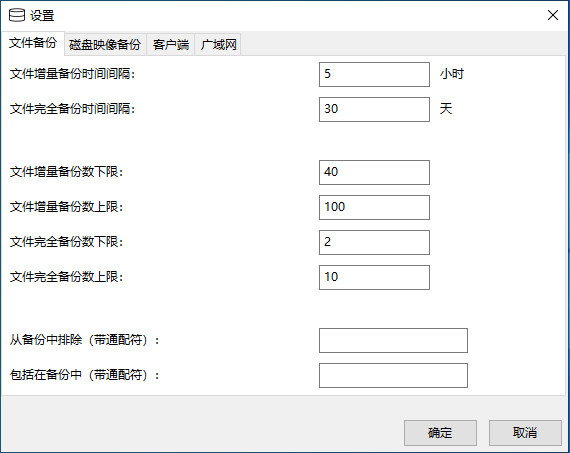 设置
文件备份 磁盘映像备份 客户端 广域网
文件增量备份时间间隔： 5 小时
文件完全备份时间间隔： 30 天
文件增量备份数下限： 40
文件增量备份数上限： 100
文件完全备份数下限： 2
文件完全备份数上限： 10
从备份中排除（带通配符）：
包括在备份中（带通配符）：
确定 取消